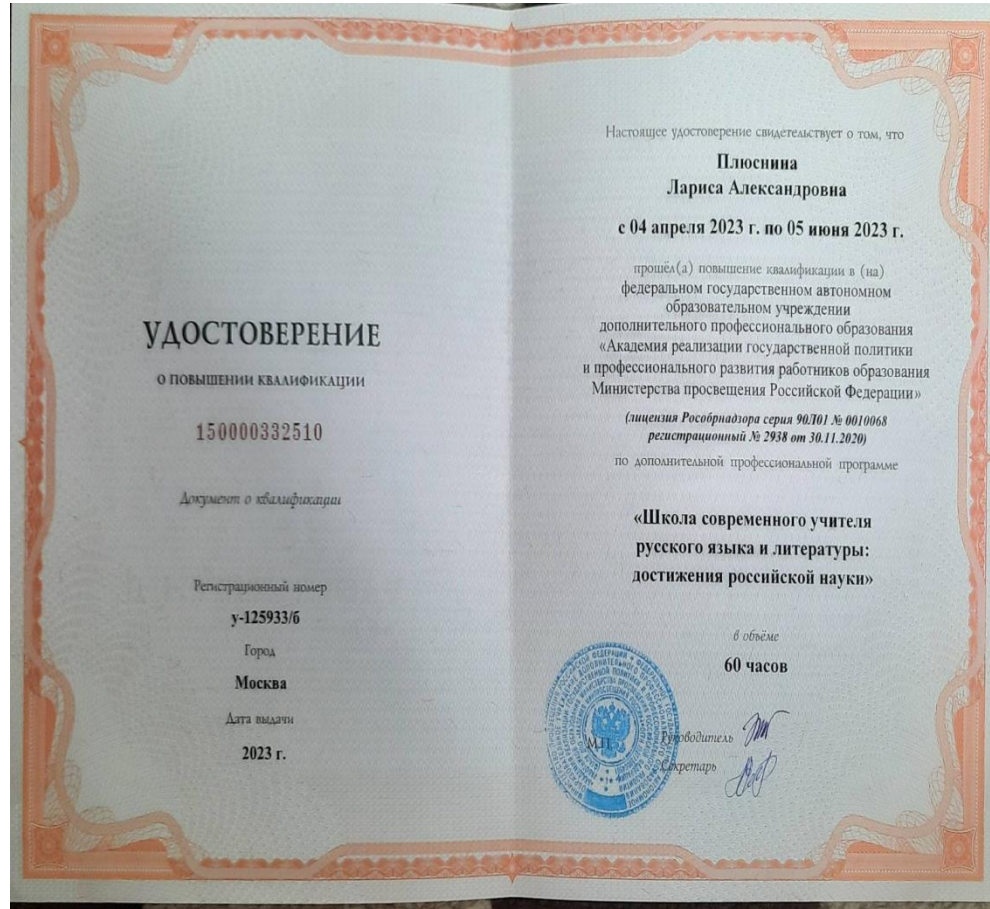 УДОСТОВЕРЕНИЕ
О ПОВЫШЕНИИ КВАЛИФИКАЦИИ
150000332510
Документ о квалификации
Регистрационный номер
у-125933/б
Город
Москва
Дата выдачи
2023 г.
Настоящее удостоверение свидетельствует о том, что
Плюснина
Лариса Александровна
с 04 апреля 2023 г. по 05 июня 2023 г.
прошёл(а) повышение квалификации в (на)
федеральном государственном автономном
образовательном учреждении
дополнительного профессионального образования
«Академия реализации государственной политики
и профессионального развития работников образования
Министерства просвещения Российской Федерации»
(лицензия Рособрнадзора серия 90Л01 № 0010068
регистрационный № 2938 от 30.11.2020)
по дополнительной профессиональной программе
«Школа современного учителя
русского языка и литературы:
достижения российской науки»
в объёме
60 часов
М.П.
Руководитель
Секретарь